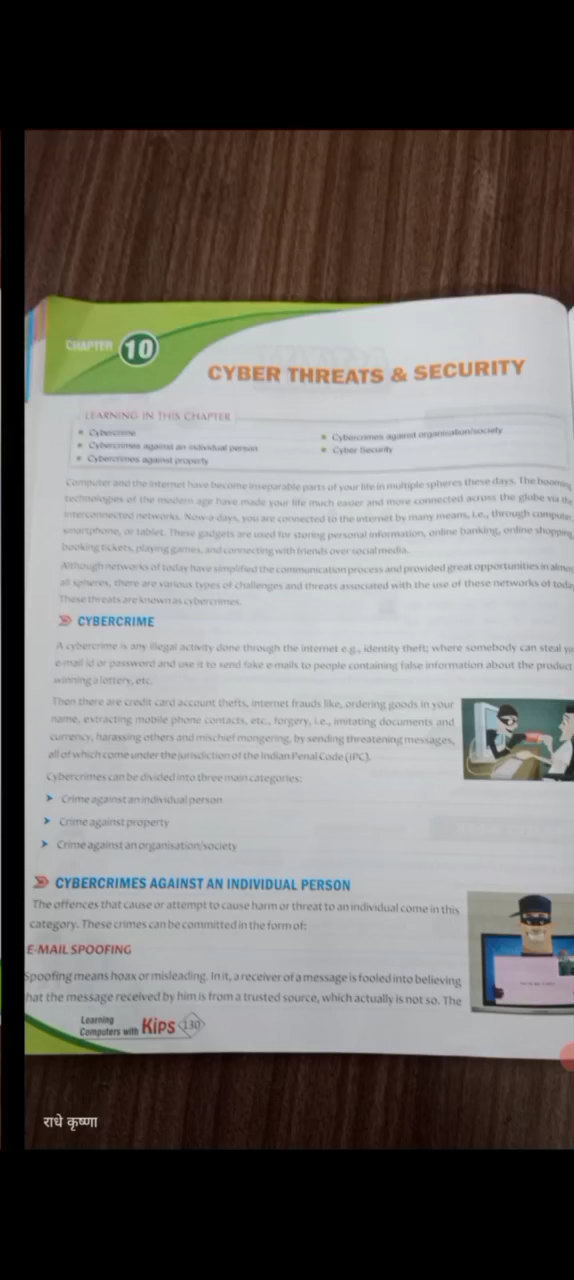 CHAPTER 10
CYBER THREATS & SECURITY
LEARNING IN THIS CHAPTER
Cybercrime
Cybercrimes against an individual person
Cybercrimes against property
Cybercrimes against organisation/society
Cyber Security
Computer and the internet have become inseparable parts of your life in multiple spheres these days. The booming
technologies of the modern age have made your life much easier and more connected across the globe via the
interconnected networks. Now-a-days, you are connected to the internet by many means, i.e., through computer,
smartphone, or tablet. These gadgets are used for storing personal information, online banking, online shopping,
booking tickets, playing games, and connecting with friends over social media.
Although networks of today have simplified the communication process and provided great opportunities in almos
all spheres, there are various types of challenges and threats associated with the use of these networks of today
These threats are known as cybercrimes.
CYBERCRIME
A cybercrime is any illegal activity done through the internet e.g., identity theft; where somebody can steal yo
e-mail id or password and use it to send fake e-mails to people containing false information about the product
winning a lottery, etc.
Then there are credit card account thefts, internet frauds like, ordering goods in your
name, extracting mobile phone contacts, etc., forgery, i.e., imitating documents and
currency, harassing others and mischief mongering, by sending threatening messages,
all of which come under the jurisdiction of the Indian Penal Code (IPC).
Cybercrimes can be divided into three main categories:
➤ Crime against an individual person
➤ Crime against property
➤ Crime against an organisation/society
CYBERCRIMES AGAINST AN INDIVIDUAL PERSON
The offences that cause or attempt to cause harm or threat to an individual come in this
category. These crimes can be committed in the form of:
E-MAIL SPOOFING
Spoofing means hoax or misleading. In it, a receiver of a message is fooled into believing
hat the message received by him is from a trusted source, which actually is not so. The
Learning
Computers with Kips 130
राधे कृष्णा